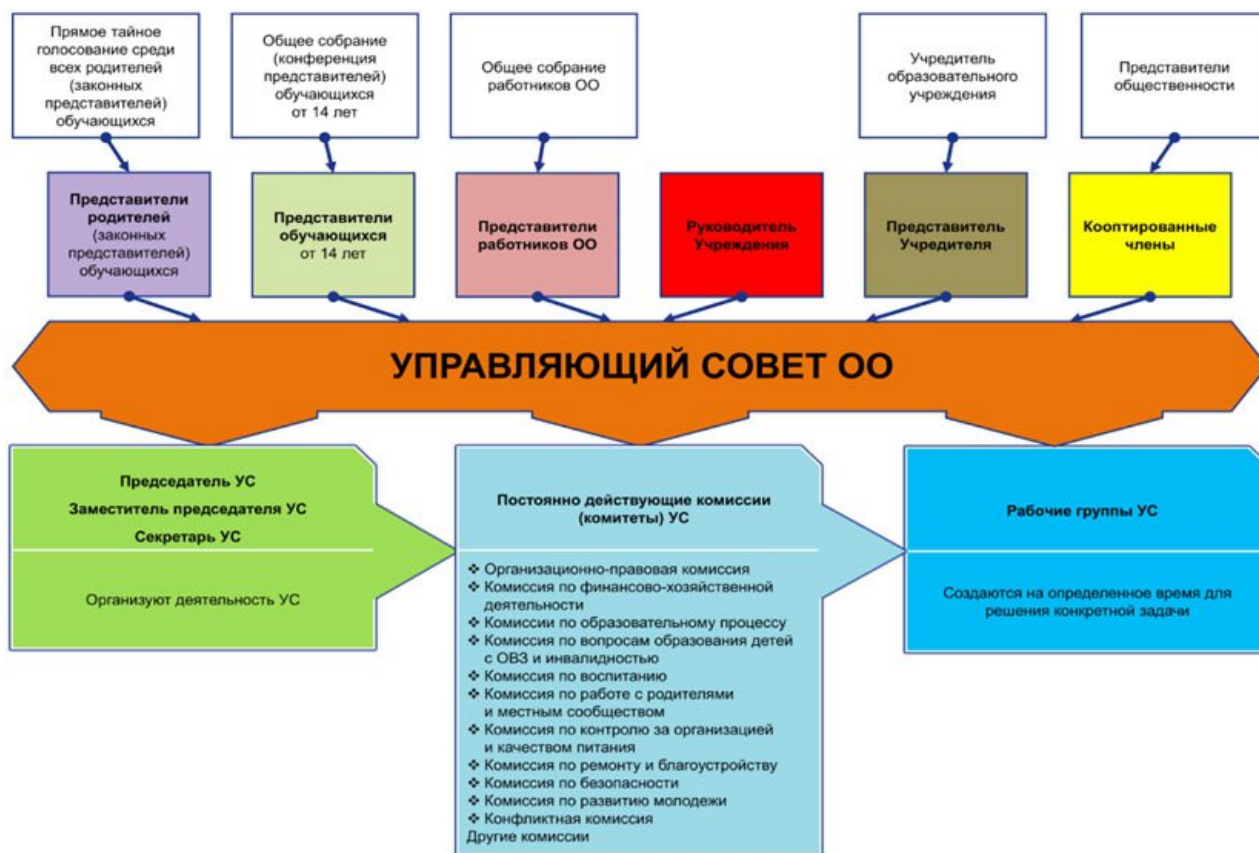 Прямое тайное
голосование среди
всех родителей
(законных
представителей)
обучающихся
Общее собрание
(конференция
представителей)
обучающихся
от 14 лет
Общее собрание
работников ОО
Учредитель
образовательного
учреждения
Представители
общественности
Представители
родителей
(законных
представителей)
обучающихся
Представители
обучающихся
от 14 лет
Представители
работников ОО
Руководитель
Учреждения
Представитель
Учредителя
Кооптированные
члены
УПРАВЛЯЮЩИЙ СОВЕТ ОО
Председатель УС
Заместитель председателя УС
Секретарь УС
Организуют деятельность УС
Постоянно действующие комиссии
(комитеты) УС
❖ Организационно-правовая комиссия
❖ Комиссия по финансово-хозяйственной
деятельности
❖ Комиссии по образовательному процессу
❖ Комиссия по вопросам образования детей
с ОВЗ и инвалидностью
❖ Комиссия по воспитанию
❖ Комиссия по работе с родителями
и местным сообществом
❖ Комиссия по контролю за организацией
и качеством питания
❖ Комиссия по ремонту и благоустройству
❖ Комиссия по безопасности
❖ Комиссия по развитию молодежи
❖ Конфликтная комиссия
Другие комиссии
Рабочие группы УС
Создаются на определенное время для
решения конкретной задачи